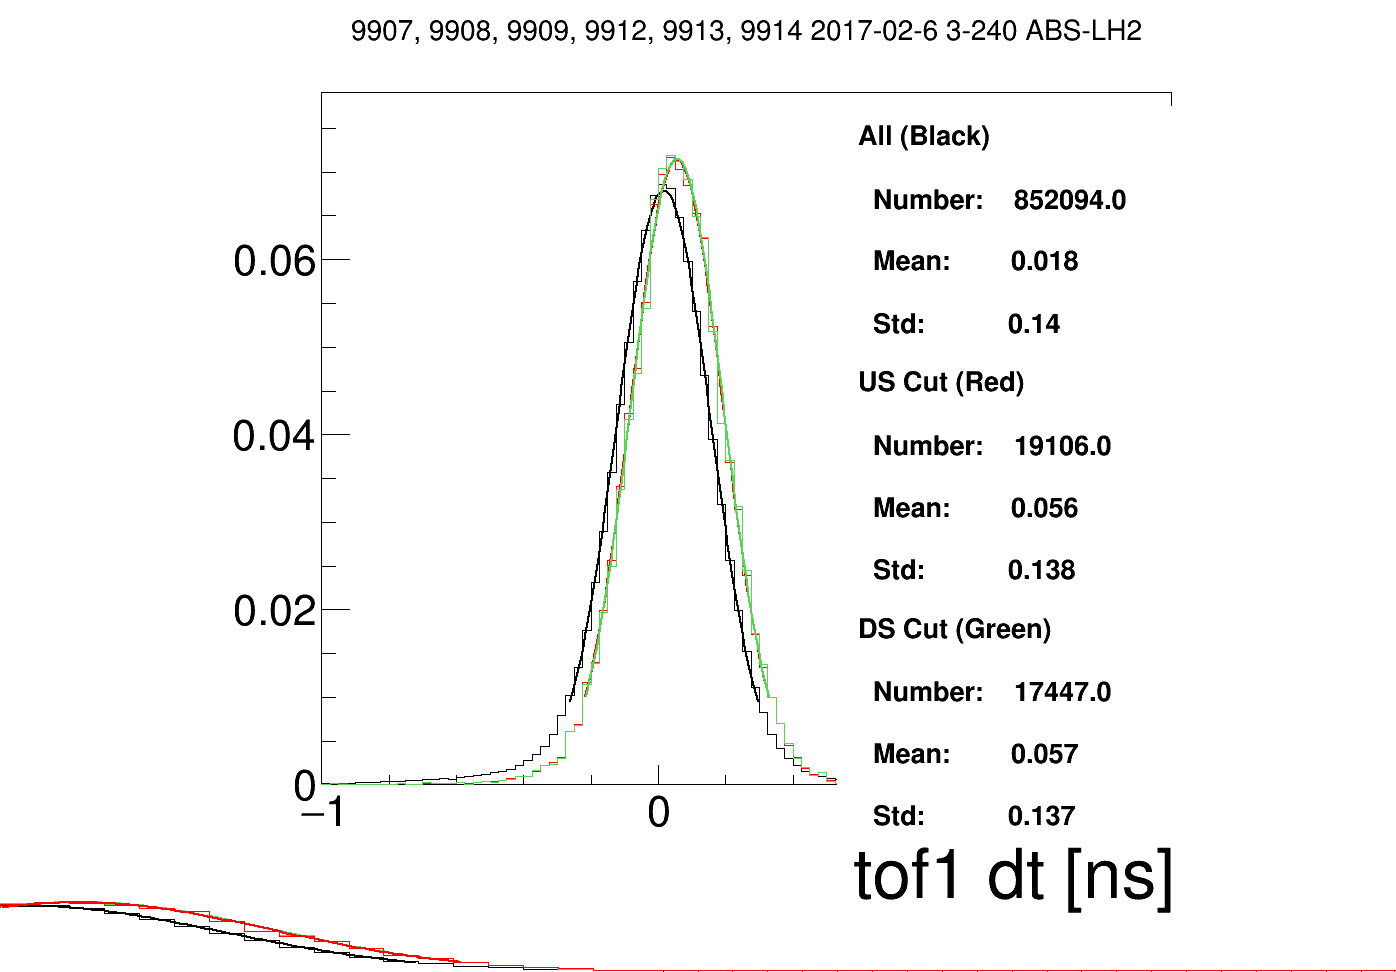 9907, 9908, 9909, 9912, 9913, 9914 2017-02-6 3-240 ABS-LH2
All (Black)
Number: 852094.0
Mean: 0.018
Std: 0.14
US Cut (Red)
Number: 19106.0
Mean: 0.056
Std: 0.138
DS Cut (Green)
Number: 17447.0
Mean: 0.057
Std: 0.137
0.06
0.04
0.02
0
−1 0
tof1 dt [ns]